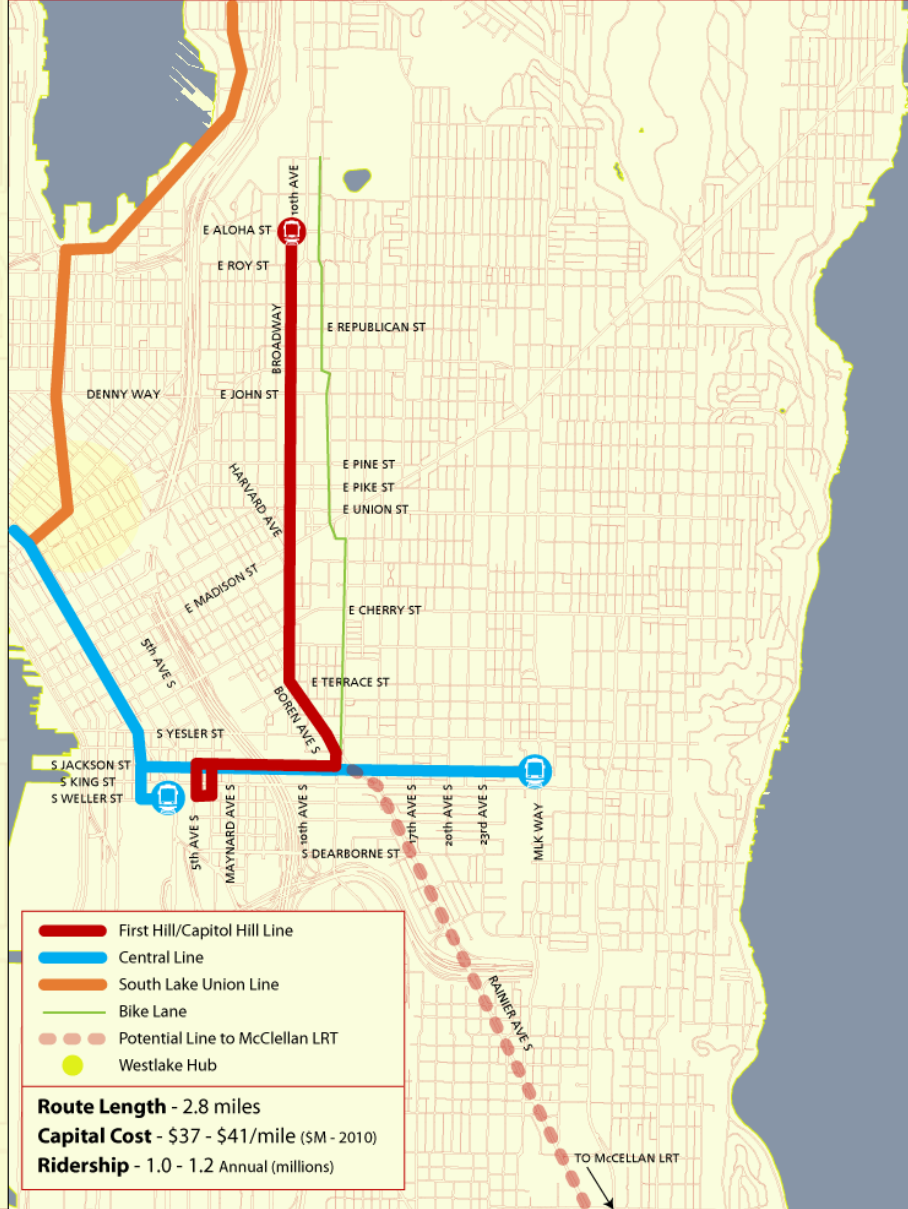 10th AVE
E ALOHA ST
E ROY ST
BROADWAY
E REPUBLICAN ST
DENNY WAY
E JOHN ST
E PINE ST
HARVARD AVE
E PIKE ST
E UNION ST
E MADISON ST
E CHERRY ST
5th AVE S
E TERRACE ST
BOREN AVE S
S YESLER ST
S JACKSON ST
S KING ST
S WELLER ST
5th AVE S
MAYNARD AVE S
10th AVE S
17th AVE S
20th AVE S
23rd AVE S
MLK WAY
S DEARBORNE ST
First Hill/Capitol Hill Line
Central Line
South Lake Union Line
Bike Lane
Potential Line to McClellan LRT
Westlake Hub
RAINIER AVE S
Route Length - 2.8 miles
Capital Cost - $37 - $41/mile ($M - 2010)
Ridership - 1.0 - 1.2 Annual (millions)
TO McCELLAN LRT